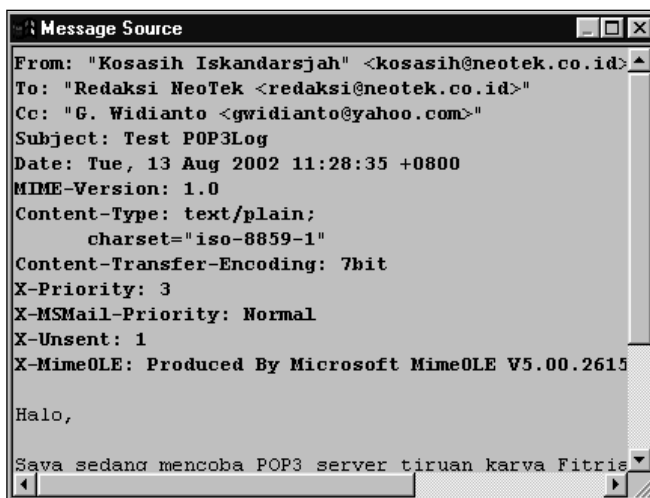 Message Source
From: "Kosasih Iskandarsjah" <kosasih@neotek.co.id>
To: "Redaksi NeoTek <redaksi@neotek.co.id>"
Cc: "G. Widianto <gwidianto@yahoo.com>"
Subject: Test POP3Log
Date: Tue, 13 Aug 2002 11:28:35 +0800
MIME-Version: 1.0
Content-Type: text/plain;
charset="iso-8859-1"
Content-Transfer-Encoding: 7bit
X-Priority: 3
X-MSMail-Priority: Normal
X-Unsent: 1
X-MimeOLE: Produced By Microsoft MimeOLE V5.00.2615
Halo,
Saya sedang mencoba POP3 server tiruan karya Fitria